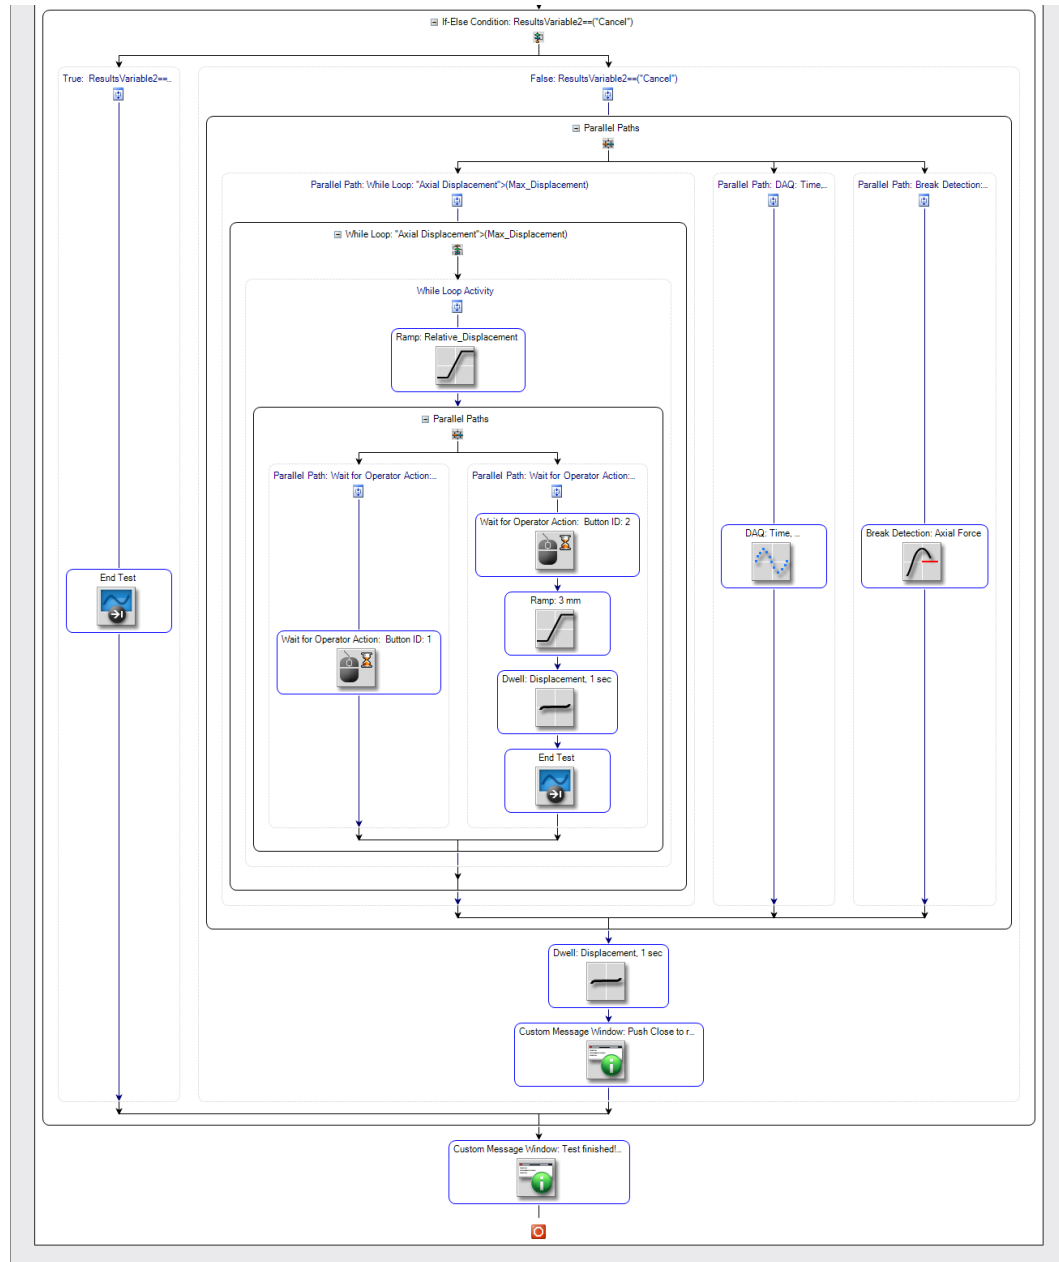 If-Else Condition: ResultsVariable2==("Cancel")
True: ResultsVariable2==...
False: ResultsVariable2==("Cancel")
Parallel Paths
Parallel Path: While Loop: "Axial Displacement">(Max_Displacement)
Parallel Path: DAQ: Time,...
Parallel Path: Break Detection:...
While Loop: "Axial Displacement">(Max_Displacement)
While Loop Activity
Ramp: Relative_Displacement
Parallel Paths
Parallel Path: Wait for Operator Action:...
Parallel Path: Wait for Operator Action:...
Wait for Operator Action: Button ID: 2
DAQ: Time, ...
Break Detection: Axial Force
End Test
Ramp: 3 mm
Wait for Operator Action: Button ID: 1
Dwell: Displacement, 1 sec
End Test
Dwell: Displacement, 1 sec
Custom Message Window: Push Close to r...
Custom Message Window: Test finished!...